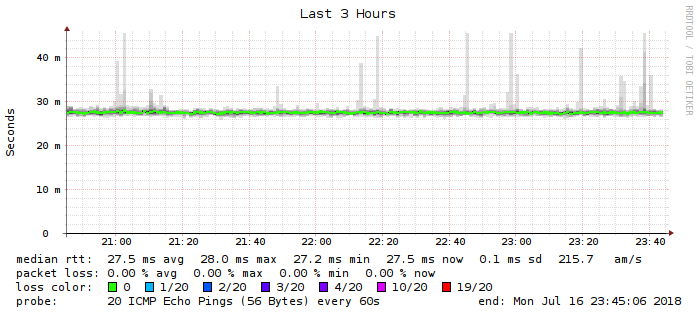 Last 3 Hours
RRDTOOL / TOBI OETIKER
Seconds
40 m
30 m
20 m
10 m
0
21:00 21:20 21:40 22:00 22:20 22:40 23:00 23:20 23:40
median rtt: 27.5 ms avg 28.0 ms max 27.2 ms min 27.5 ms now 0.1 ms sd 215.7 am/s
packet loss: 0.00 % avg 0.00 % max 0.00 % min 0.00 % now
loss color: 0 1/20 2/20 3/20 4/20 10/20 19/20
probe: 20 ICMP Echo Pings (56 Bytes) every 60s end: Mon Jul 16 23:45:06 2018